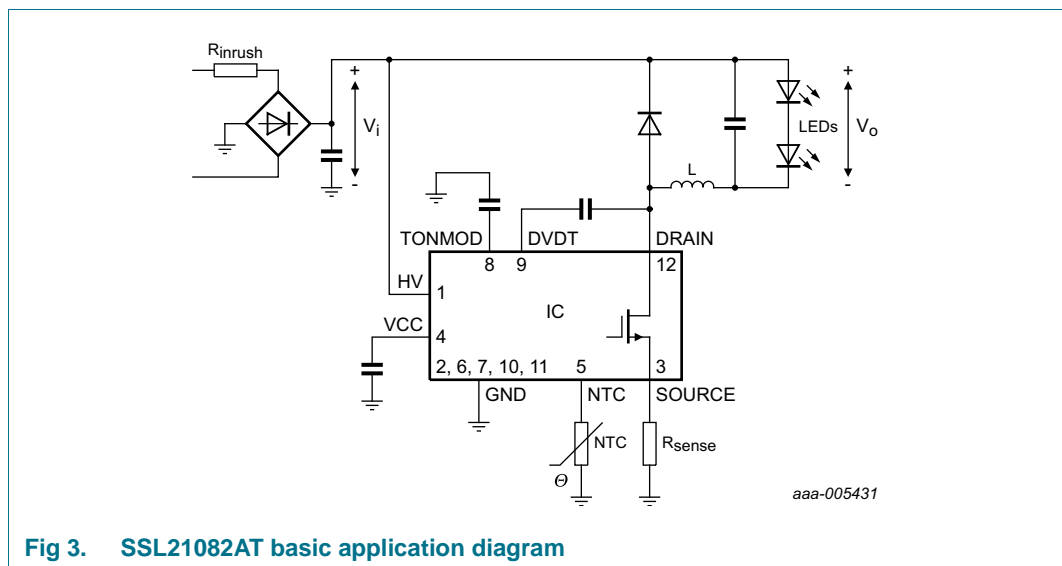 Rinrush
+
Vi
-
L
LEDs
+
Vo
-
TONMOD
DVDT
DRAIN
8
9
12
HV
1
IC
VCC
4
2, 6, 7, 10, 11
5
3
GND
NTC
SOURCE
NTC
Rsense
Θ
aaa-005431
Fig 3. SSL21082AT basic application diagram